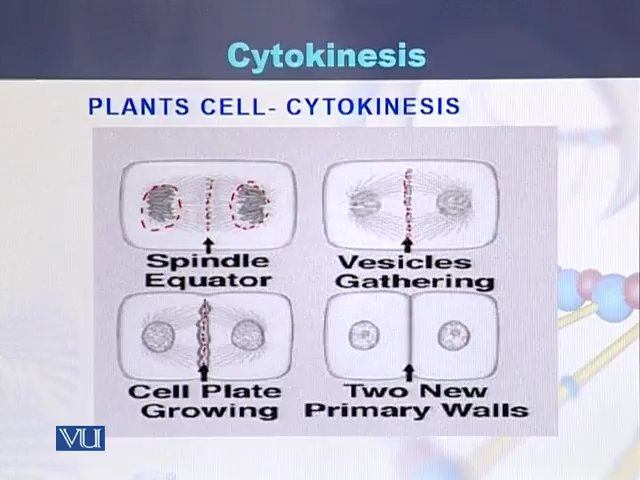 Cytokinesis
PLANTS CELL- CYTOKINESIS
Spindle
Equator
Vesicles
Gathering
Cell Plate
Growing
Two New
Primary Walls
VU